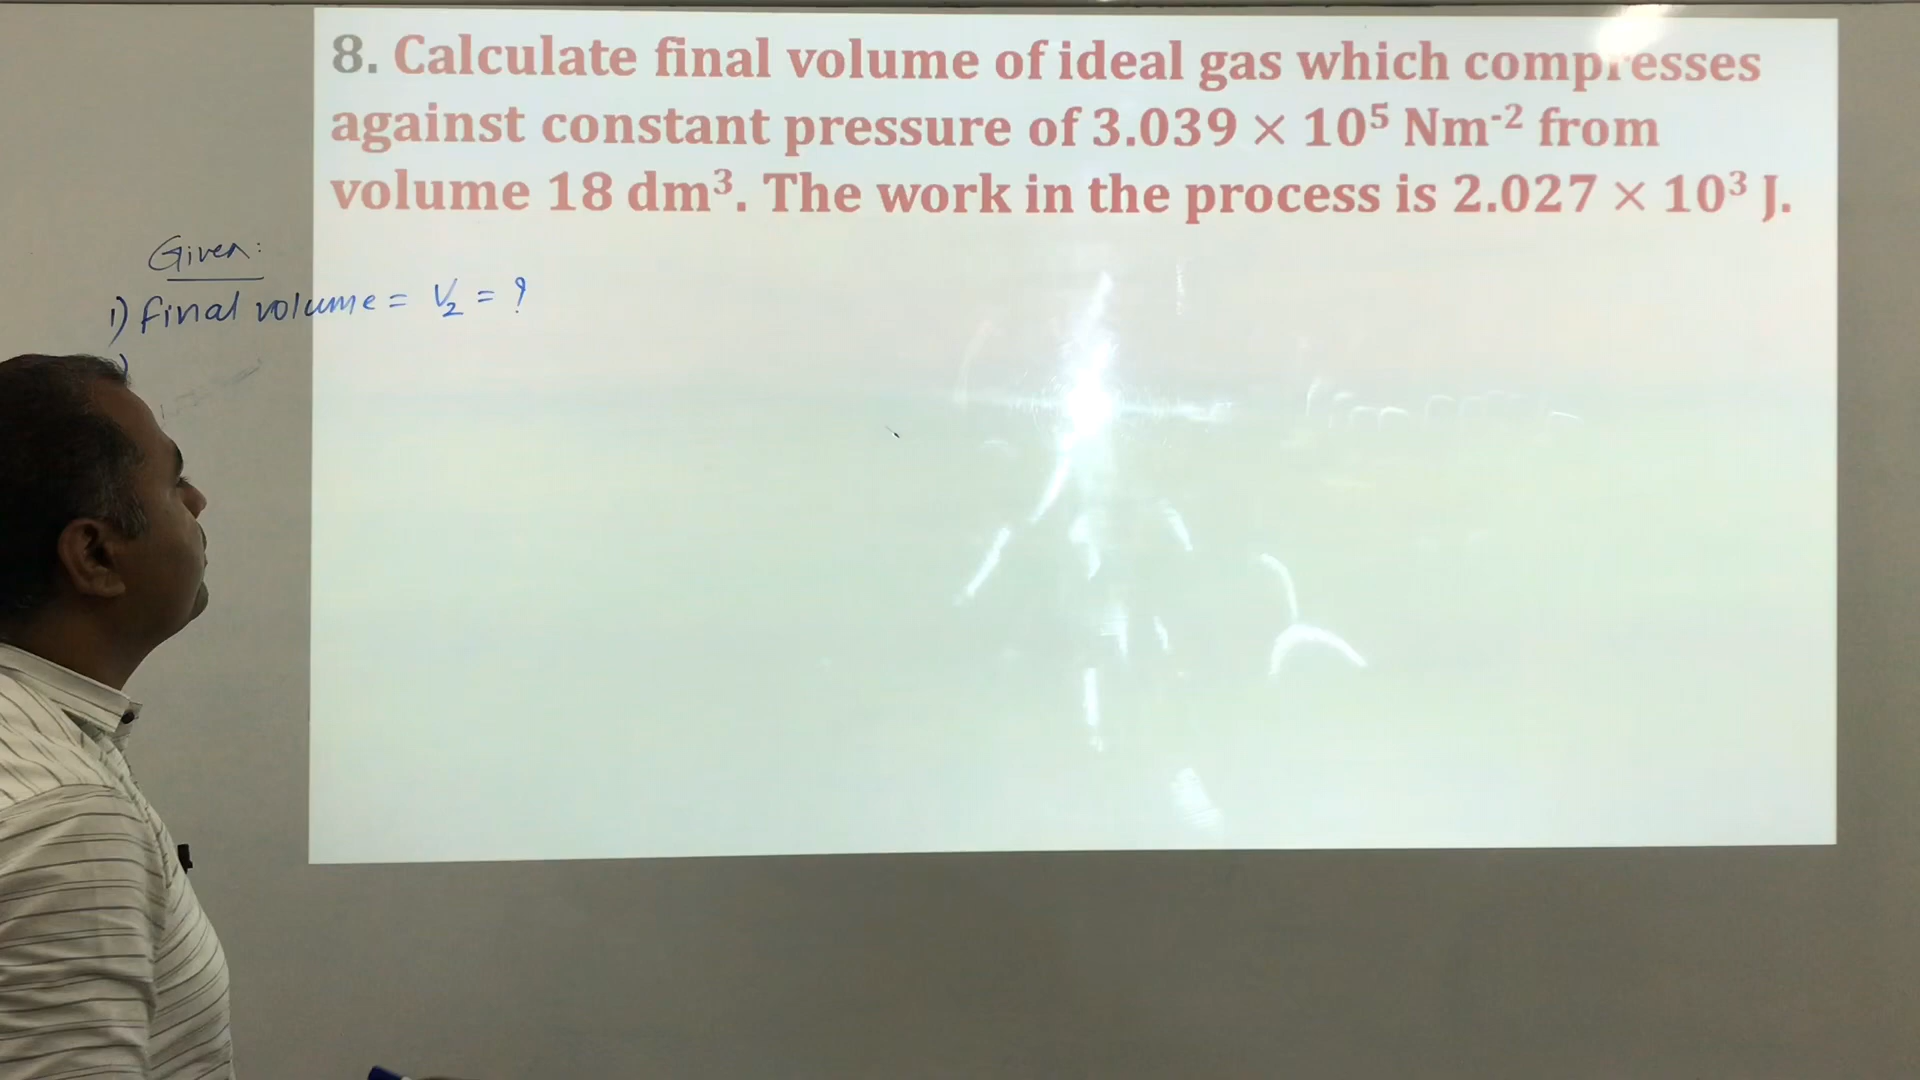 8. Calculate final volume of ideal gas which compresses
against constant pressure of 3.039 × 10⁵ Nm⁻² from
volume 18 dm³. The work in the process is 2.027 × 10³ J.
Given:
1) final volume = V₂ = ?
)